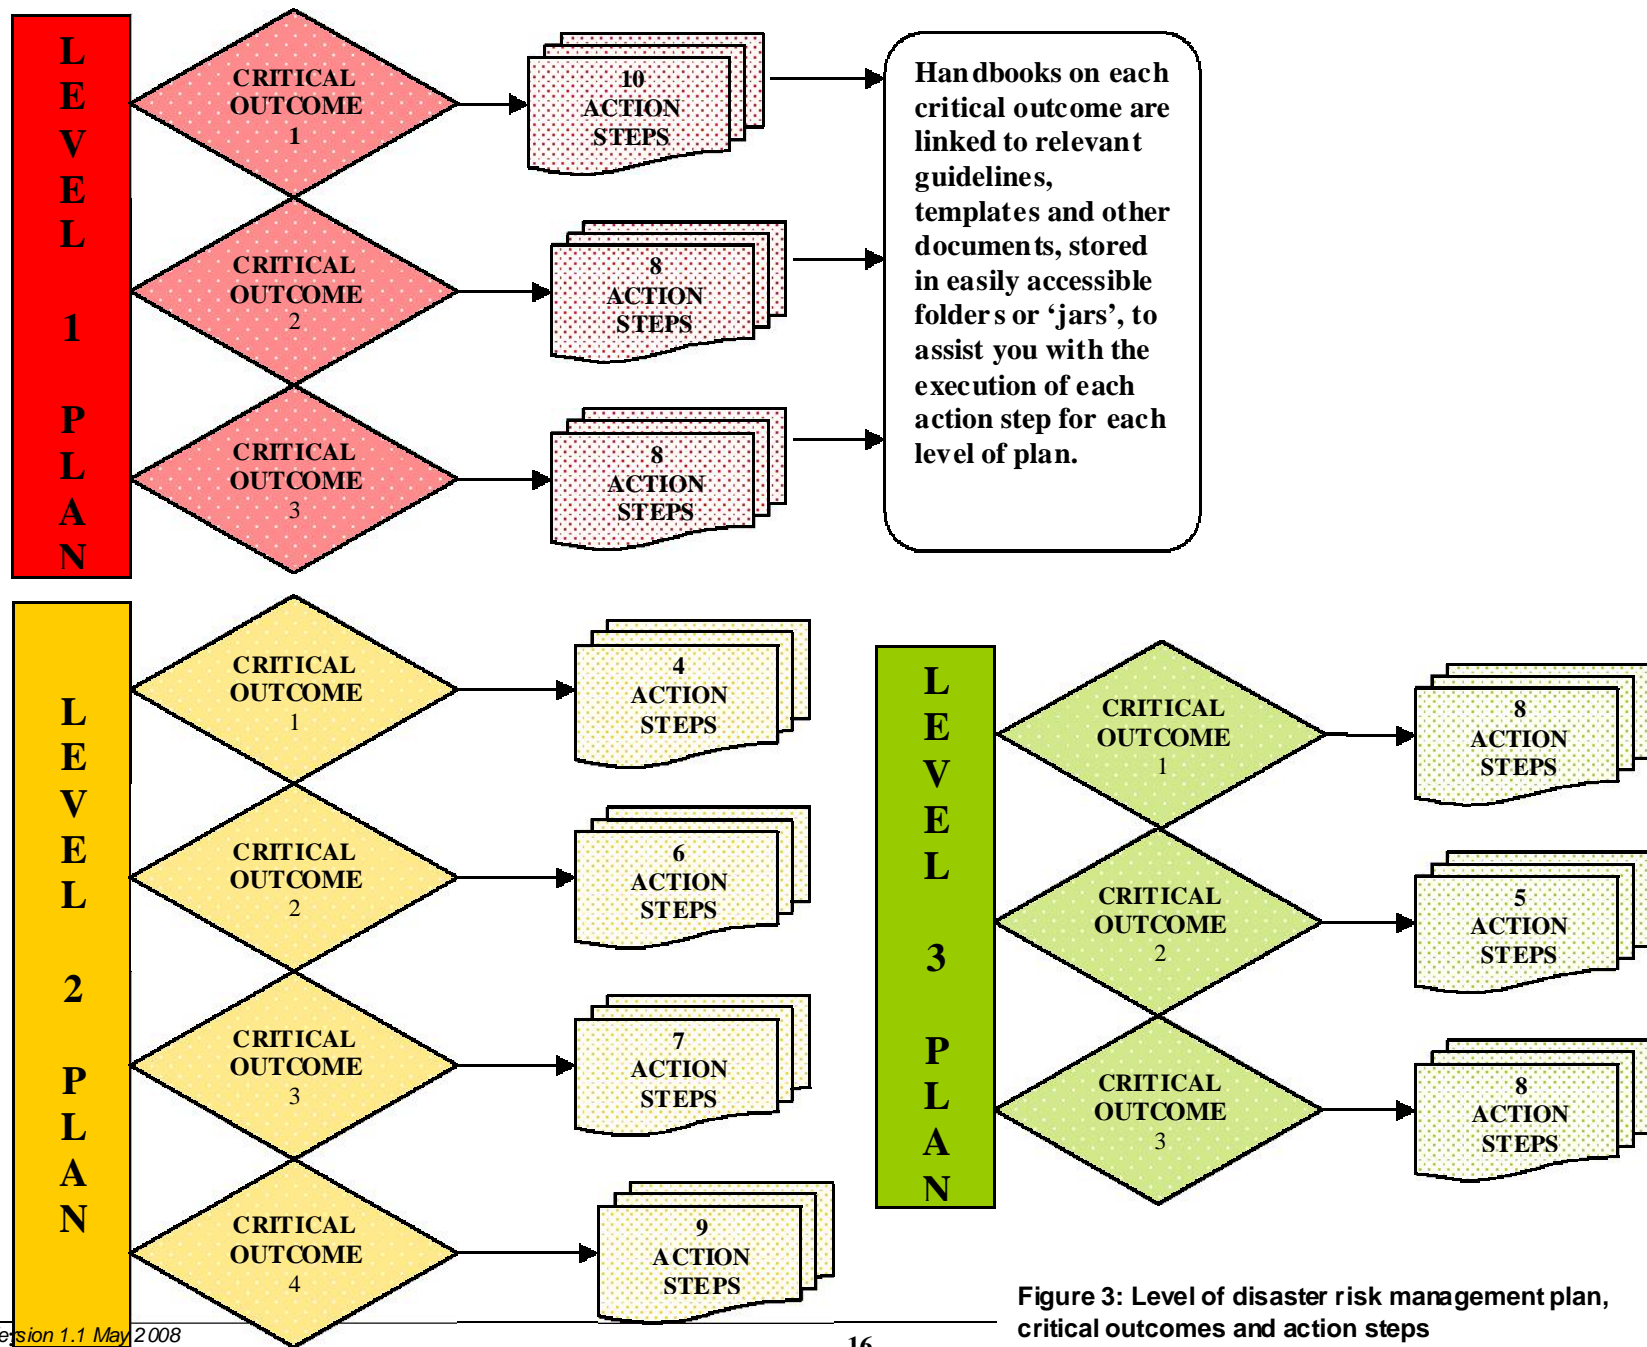 LEVEL 1 PLAN
CRITICAL
OUTCOME
1
10
ACTION
STEPS
CRITICAL
OUTCOME
2
8
ACTION
STEPS
CRITICAL
OUTCOME
3
8
ACTION
STEPS
Handbooks on each
critical outcome are
linked to relevant
guidelines,
templates and other
documents, stored
in easily accessible
folders or ‘jars’, to
assist you with the
execution of each
action step for each
level of plan.
LEVEL 2 PLAN
CRITICAL
OUTCOME
1
4
ACTION
STEPS
CRITICAL
OUTCOME
2
6
ACTION
STEPS
CRITICAL
OUTCOME
3
7
ACTION
STEPS
CRITICAL
OUTCOME
4
9
ACTION
STEPS
LEVEL 3 PLAN
CRITICAL
OUTCOME
1
8
ACTION
STEPS
CRITICAL
OUTCOME
2
5
ACTION
STEPS
CRITICAL
OUTCOME
3
8
ACTION
STEPS
Figure 3: Level of disaster risk management plan,
critical outcomes and action steps
ersion 1.1 May 2008
16